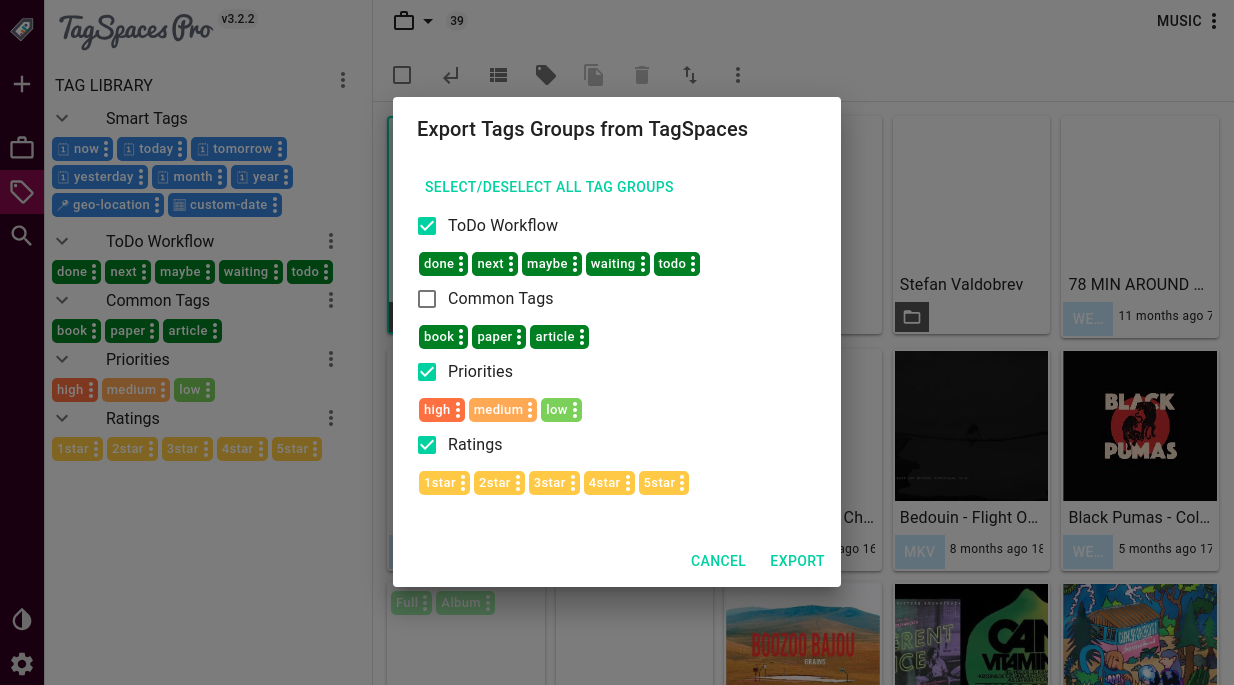 TagSpaces Pro
v3.2.2
39
MUSIC
TAG LIBRARY
Smart Tags
now today tomorrow
yesterday month year
geo-location custom-date
ToDo Workflow
done next maybe waiting todo
Common Tags
book paper article
Priorities
high medium low
Ratings
1star 2star 3star 4star 5star
Export Tags Groups from TagSpaces
SELECT/DESELECT ALL TAG GROUPS
ToDo Workflow
done next maybe waiting todo
Common Tags
book paper article
Priorities
high medium low
Ratings
1star 2star 3star 4star 5star
CANCEL EXPORT
Stefan Valdobrev
78 MIN AROUND ...
WE... 11 months ago 7
BLACK
PUMAS
Ch...
ago 16
Bedouin - Flight O...
MKV 8 months ago 18
Black Pumas - Col...
WE... 5 months ago 17
Full Album
BOOZOO BAJOU
CAN
VITAMIN